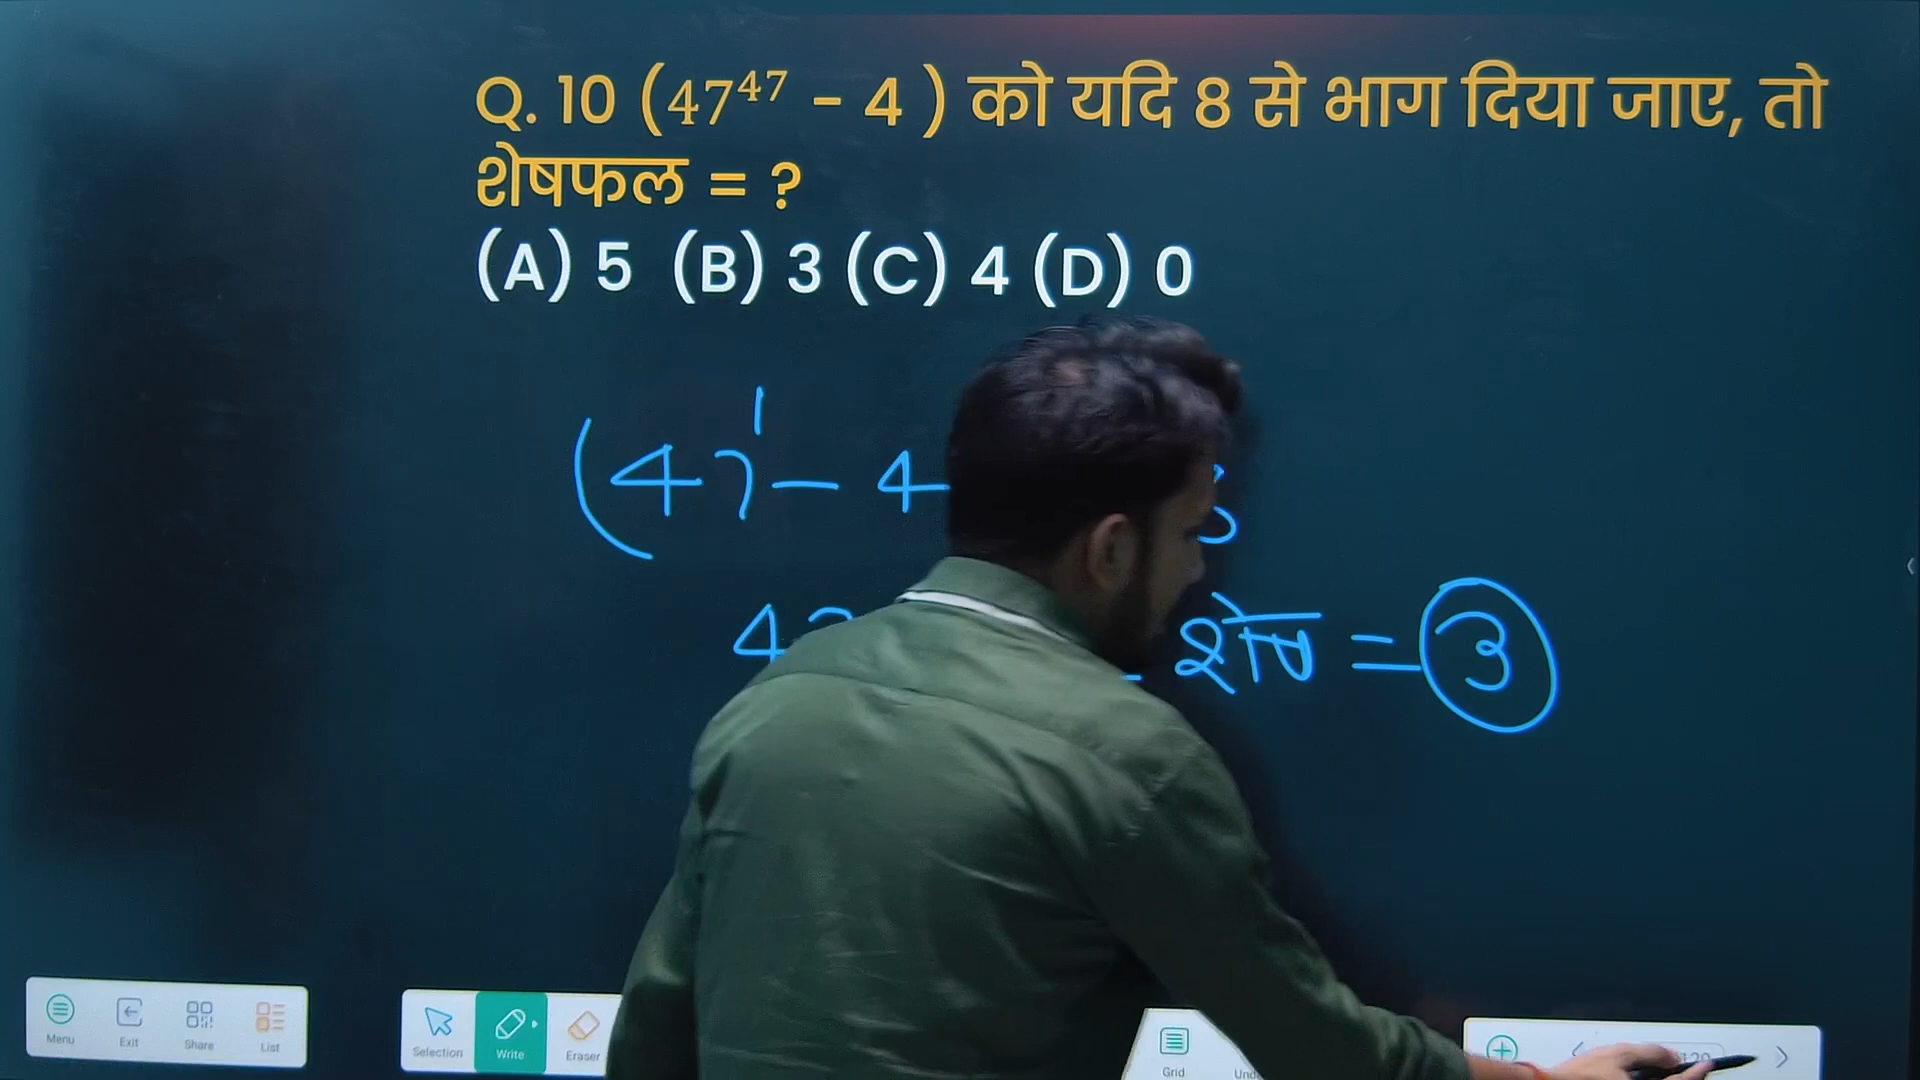 Q. 10 (47⁴⁷ - 4 ) को यदि 8 से भाग दिया जाए, तो
शेषफल = ?
(A) 5 (B) 3 (C) 4 (D) 0
(47¹ - 4
शेष = 3
Menu Exit Share List Selection Write Eraser Grid